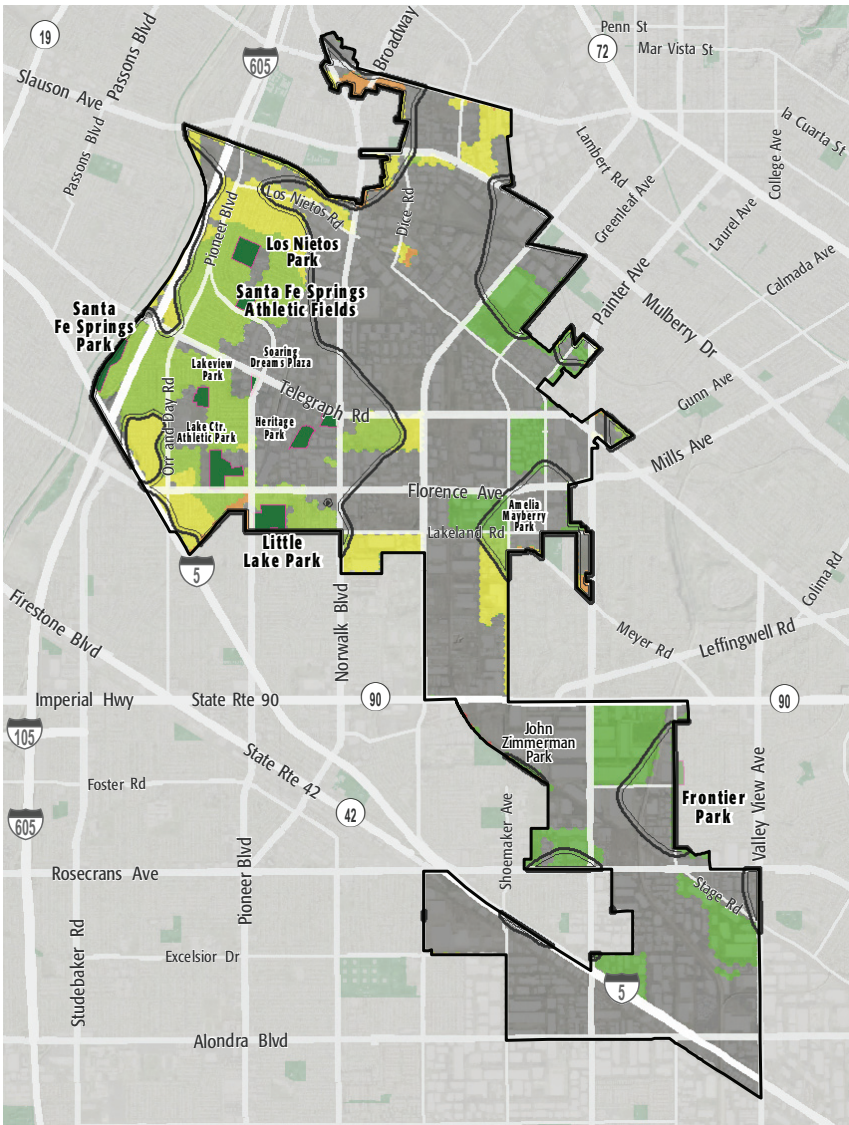 19
Passons Blvd
605
Broadway
Penn St
72
Mar Vista St
Slauson Ave
Passons Blvd
Lambert Rd
College Ave
la Cuarta St
Greenleaf Ave
Los Nietos Rd
Dice Rd
Pioneer Blvd
Laurel Ave
Los Nietos
Park
Calmada Ave
Painter Ave
Santa Fe Springs
Athletic Fields
Mulberry Dr
Santa
Fe Springs
Park
Soaring
Dreams Plaza
Lakeview
Park
Telegraph Rd
Gunn Ave
Orr and Day Rd
Heritage
Park
Lake Ctr.
Athletic Park
Mills Ave
Florence Ave
Amelia
Mayberry
Park
Lakeland Rd
Little
Lake Park
5
Colima Rd
Firestone Blvd
Norwalk Blvd
Meyer Rd
Leffingwell Rd
Imperial Hwy
State Rte 90
90
90
105
John
Zimmerman
Park
State Rte 42
Foster Rd
Valley View Ave
Frontier
Park
605
42
Shoemaker Ave
Pioneer Blvd
Rosecrans Ave
Stage Rd
Studebaker Rd
Excelsior Dr
5
Alondra Blvd